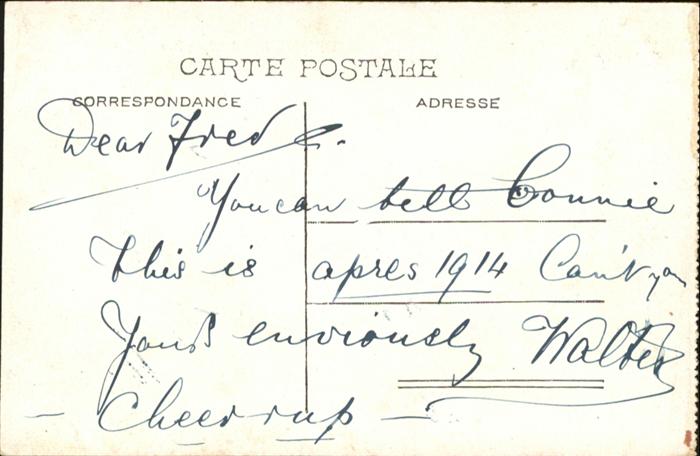 CARTE POSTALE
CORRESPONDANCE
ADRESSE
Dear Fred
You can tell Connie
this is apres 1914 Can't you
Yours enviously Walter
- Cheer up -